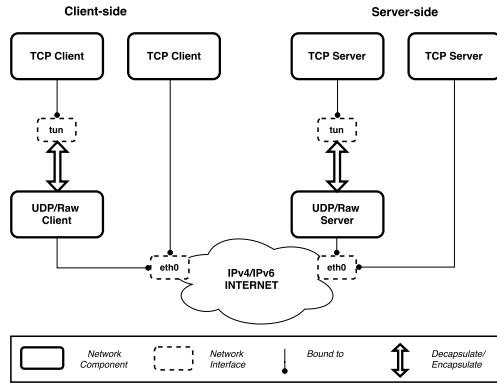 Client-side
Server-side
TCP Client
TCP Client
TCP Server
TCP Server
tun
tun
UDP/Raw
Client
UDP/Raw
Server
eth0
IPv4/IPv6
INTERNET
eth0
Network
Component
Network
Interface
Bound to
Decapsulate/
Encapsulate